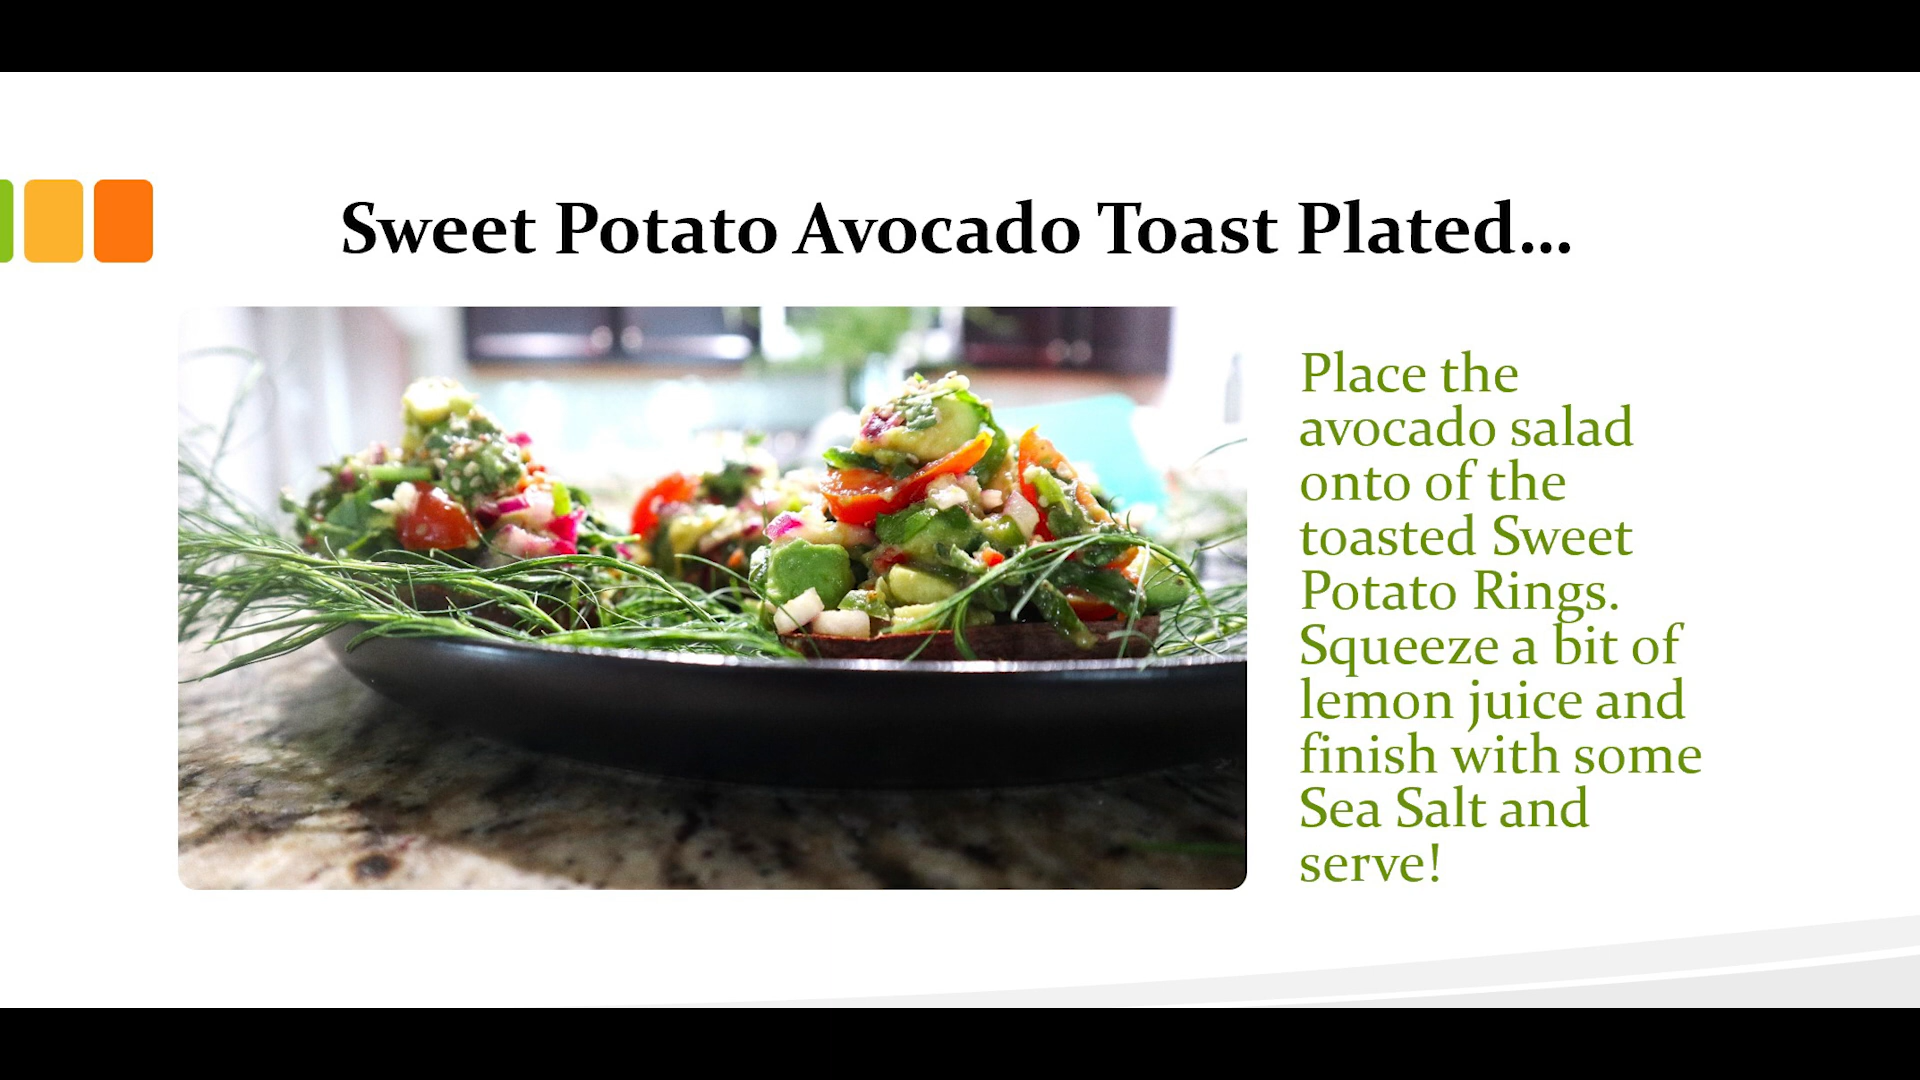 Sweet Potato Avocado Toast Plated...
Place the
avocado salad
onto of the
toasted Sweet
Potato Rings.
Squeeze a bit of
lemon juice and
finish with some
Sea Salt and
serve!